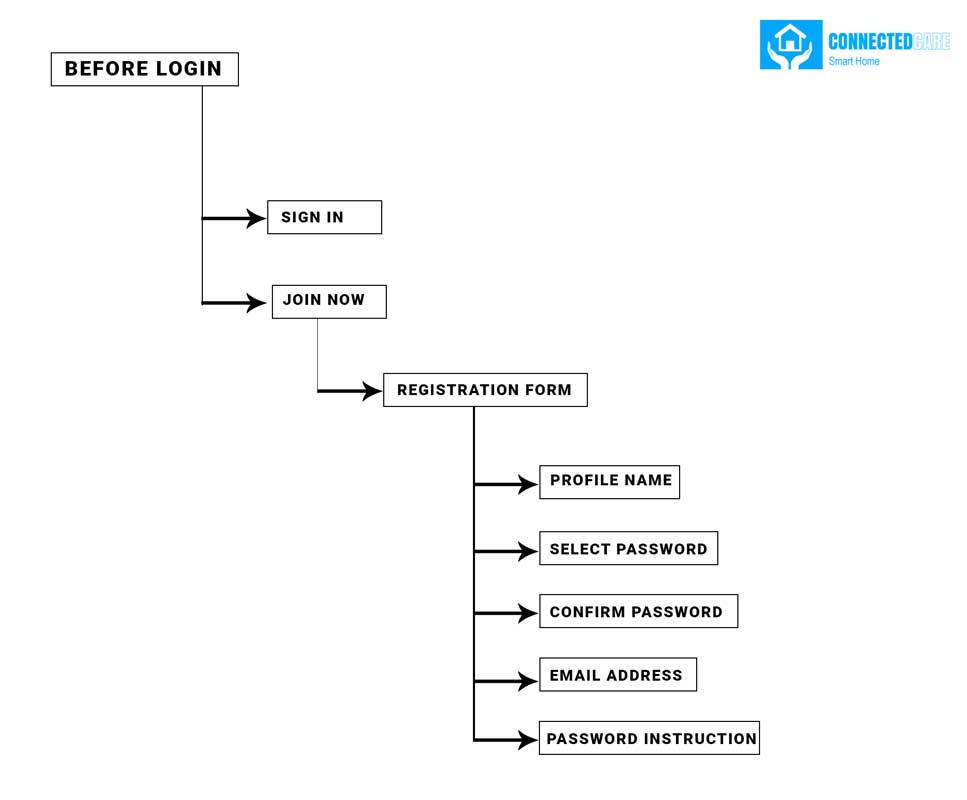 CONNECTEDCARE
Smart Home
BEFORE LOGIN
SIGN IN
JOIN NOW
REGISTRATION FORM
PROFILE NAME
SELECT PASSWORD
CONFIRM PASSWORD
EMAIL ADDRESS
PASSWORD INSTRUCTION